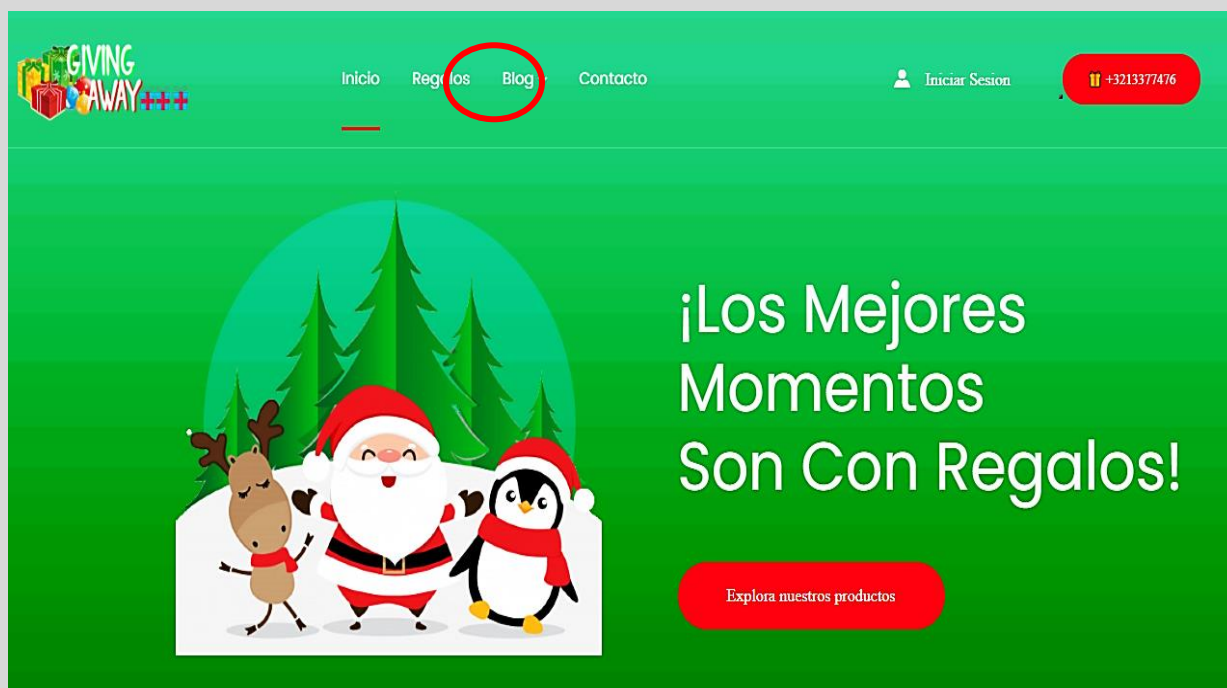 GIVING
AWAY+++
Inicio Regalos Blog Contacto
Iniciar Sesion
+3213377476
¡Los Mejores
Momentos
Son Con Regalos!
Explora nuestros productos